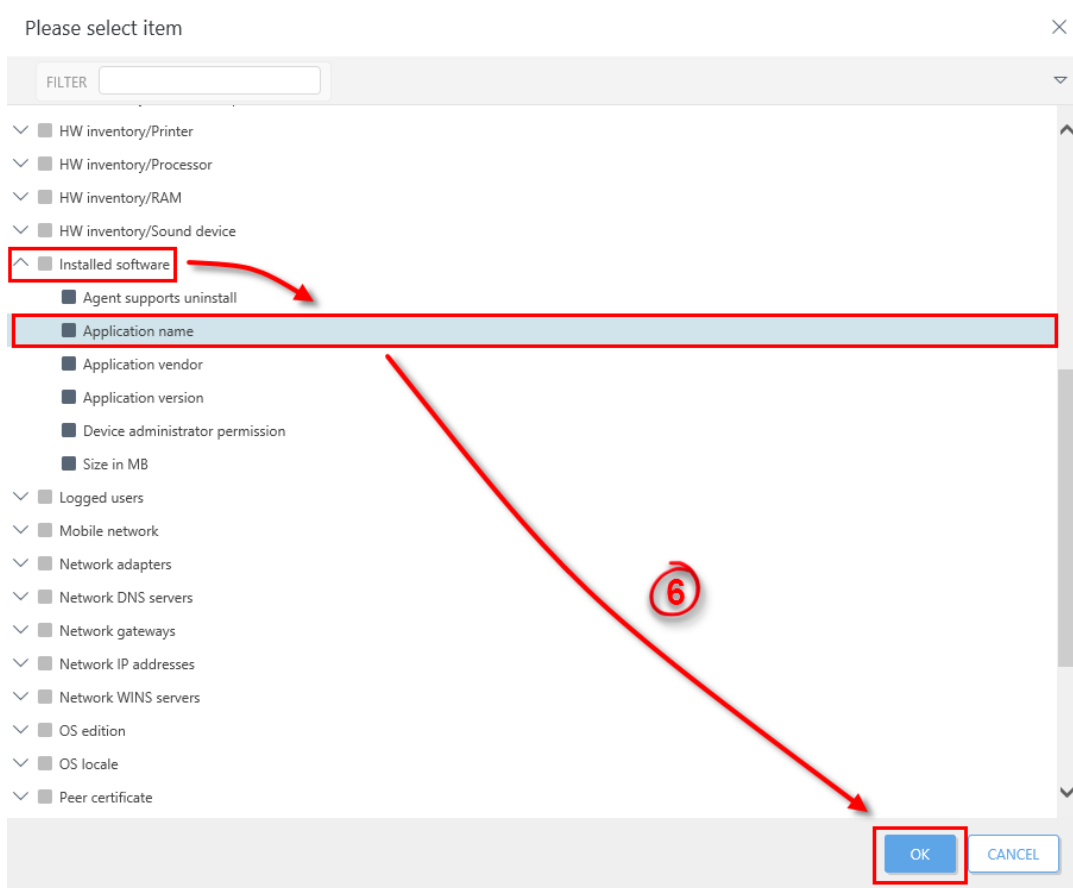 Please select item
FILTER
HW inventory/Printer
HW inventory/Processor
HW inventory/RAM
HW inventory/Sound device
Installed software
Agent supports uninstall
Application name
Application vendor
Application version
Device administrator permission
Size in MB
Logged users
Mobile network
Network adapters
Network DNS servers
Network gateways
Network IP addresses
Network WINS servers
OS edition
OS locale
Peer certificate
6
OK CANCEL